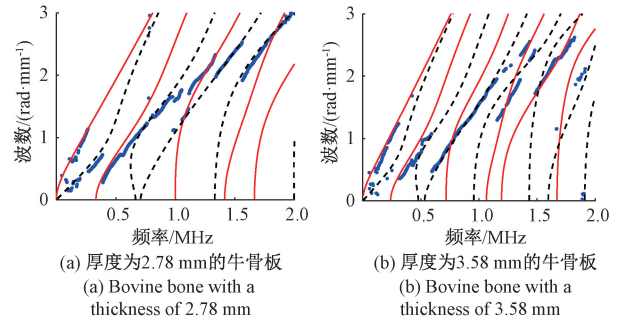 3
2
1
0
波数/(rad·mm⁻¹)
0.5
1.0
1.5
2.0
频率/MHz
(a) 厚度为2.78 mm的牛骨板
(a) Bovine bone with a
thickness of 2.78 mm
3
2
1
0
波数/(rad·mm⁻¹)
0.5
1.0
1.5
2.0
频率/MHz
(b) 厚度为3.58 mm的牛骨板
(b) Bovine bone with a
thickness of 3.58 mm